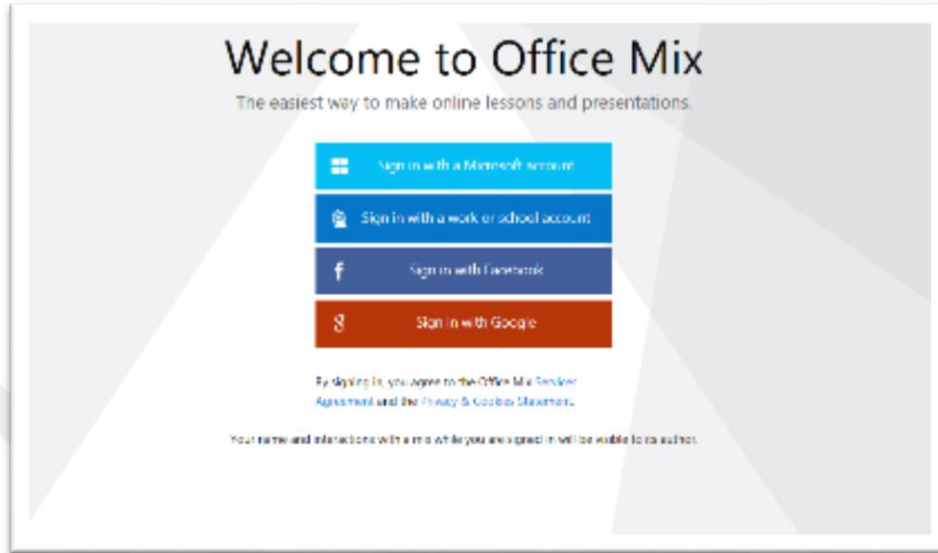 Welcome to Office Mix
The easiest way to make online lessons and presentations.
Sign in with a Microsoft account
Sign in with a work or school account
f
Sign in with Facebook
8
Sign in with Google
By signing in, you agree to the Office Mix Services
Agreement and the Privacy & Cookies Statement.
Your name and interactions with a mix while you are signed in will be visible to its author.